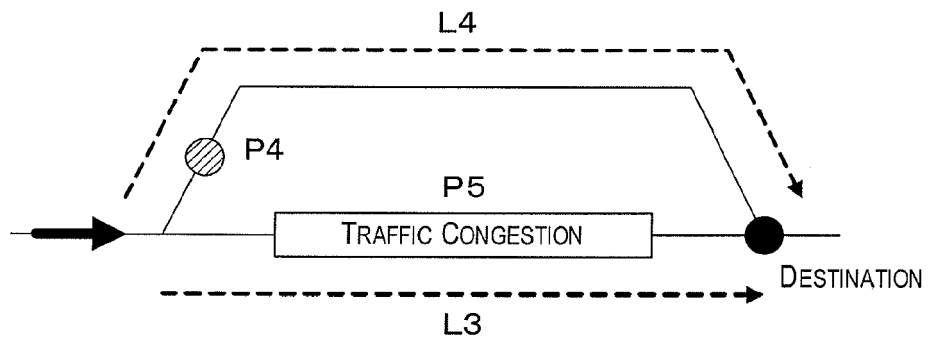 L4
P4
P5
TRAFFIC CONGESTION
DESTINATION
L3